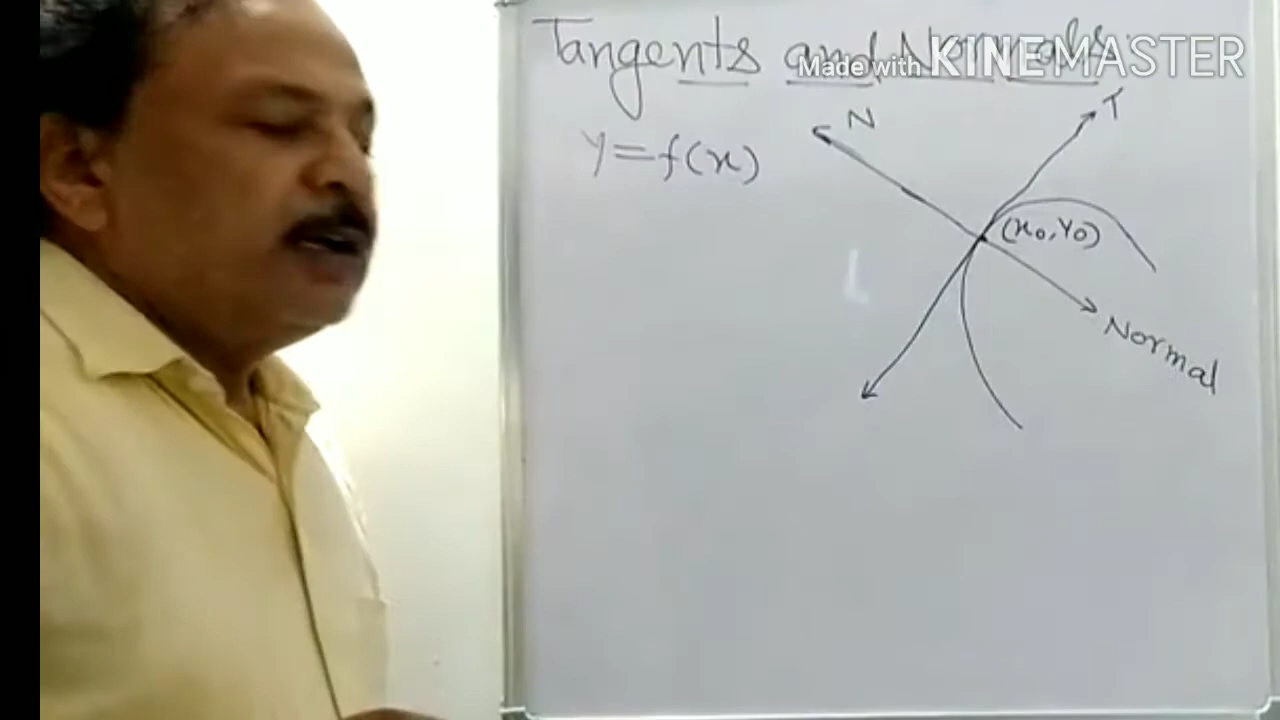 Tangents and Normals
Made with KINEMASTER
y=f(x)
N
T
(x₀,y₀)
Normal